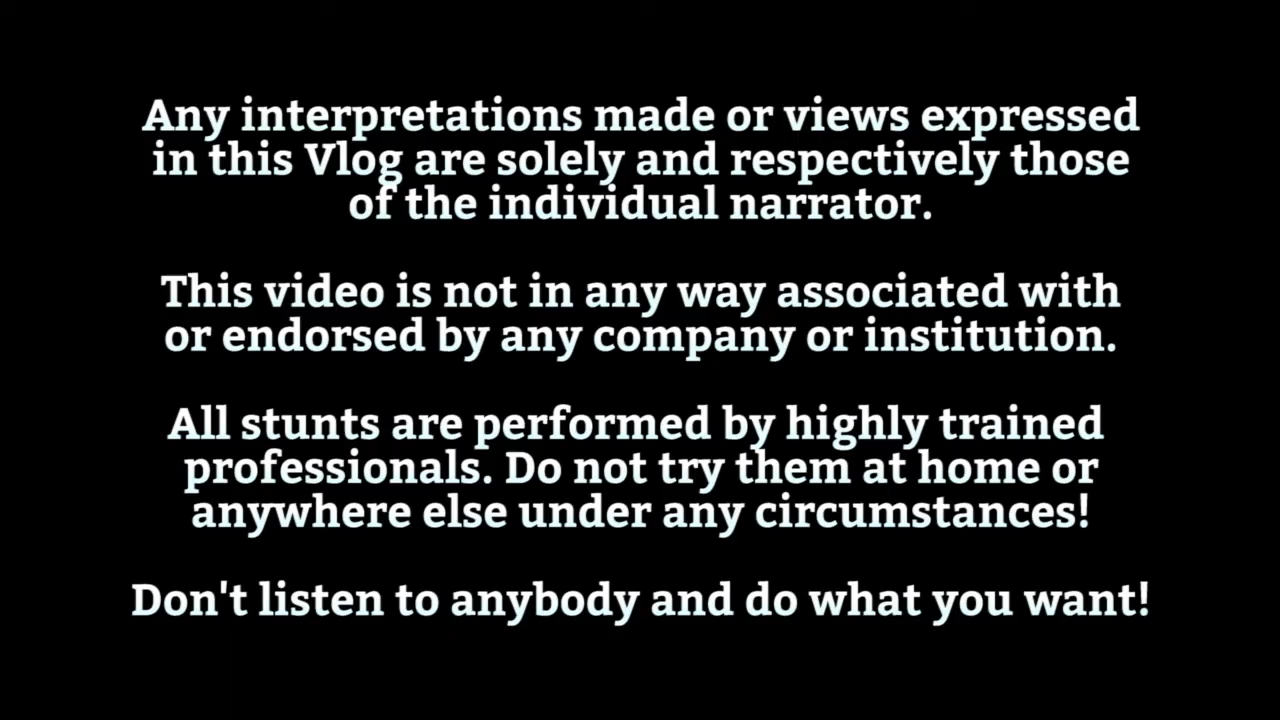 Any interpretations made or views expressed
in this Vlog are solely and respectively those
of the individual narrator.
This video is not in any way associated with
or endorsed by any company or institution.
All stunts are performed by highly trained
professionals. Do not try them at home or
anywhere else under any circumstances!
Don't listen to anybody and do what you want!